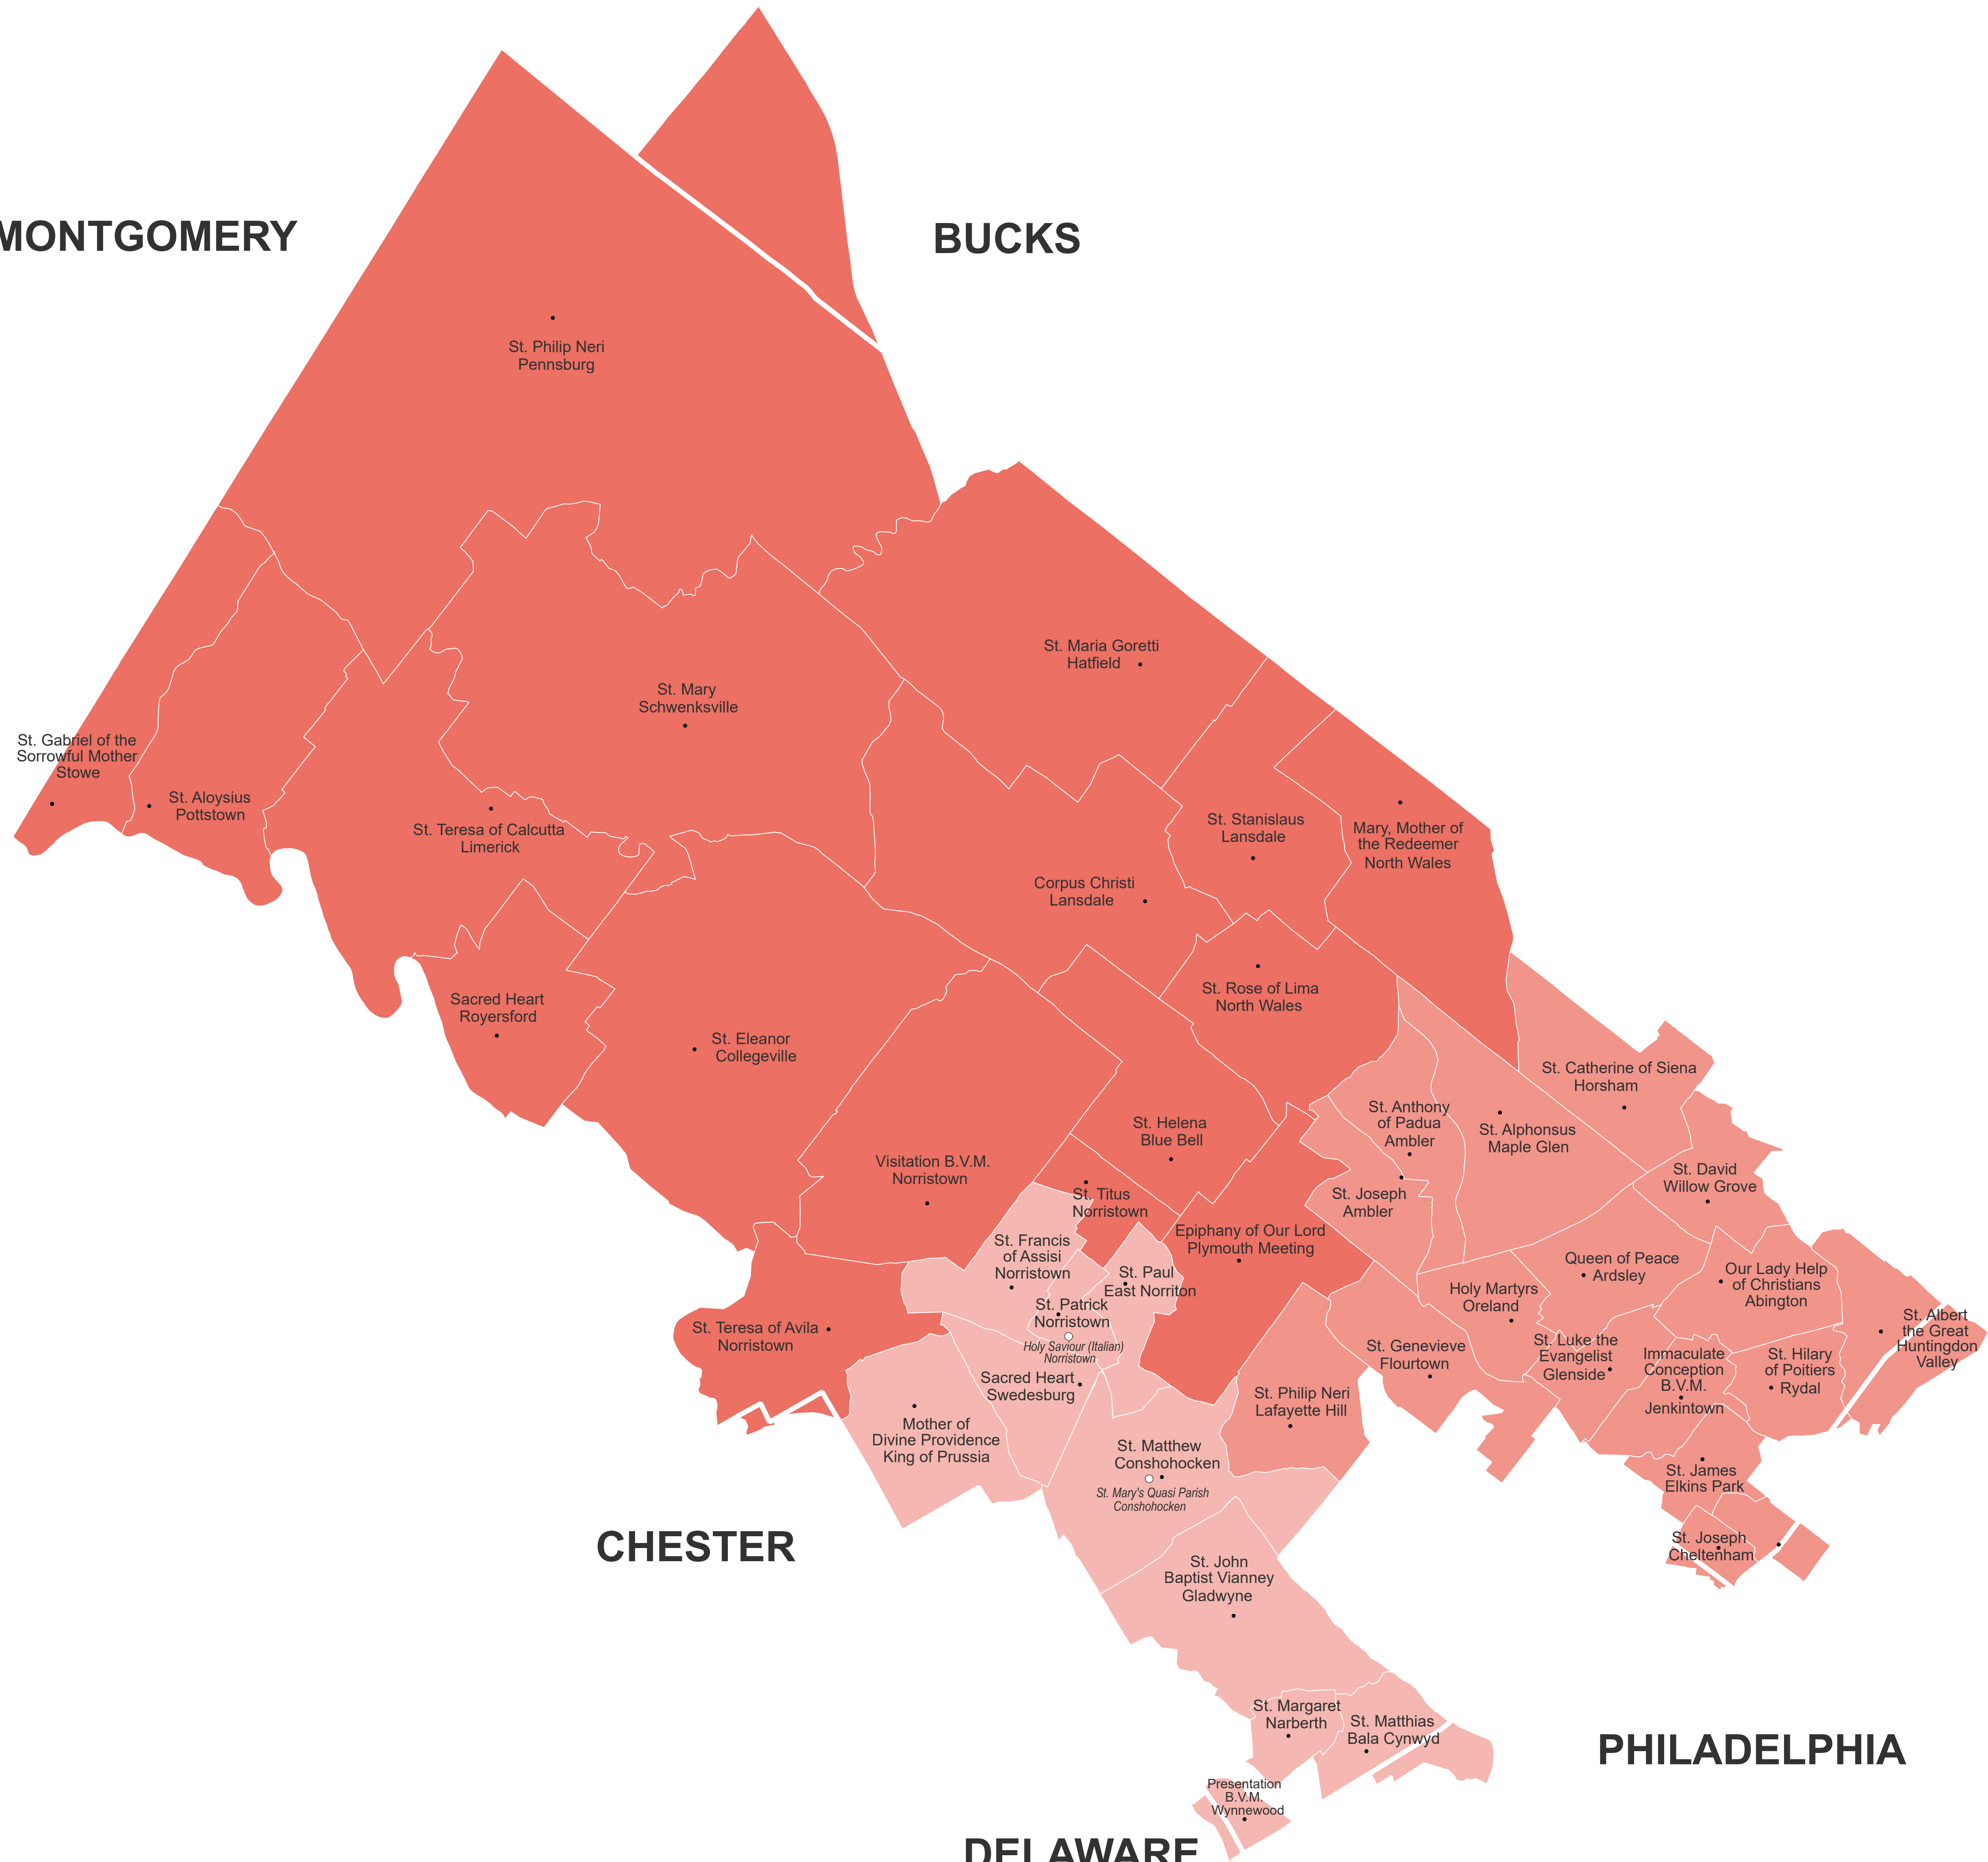 MONTGOMERY
BUCKS
St. Philip Neri
Pennsburg
St. Maria Goretti
Hatfield
St. Mary
Schwenksville
St. Gabriel of the
Sorrowful Mother
Stowe
St. Aloysius
Pottstown
St. Teresa of Calcutta
Limerick
St. Stanislaus
Lansdale
Mary, Mother of
the Redeemer
North Wales
Corpus Christi
Lansdale
Sacred Heart
Royersford
St. Rose of Lima
North Wales
St. Eleanor
Collegeville
St. Catherine of Siena
Horsham
St. Anthony
of Padua
Ambler
St. Alphonsus
Maple Glen
St. Helena
Blue Bell
Visitation B.V.M.
Norristown
St. David
Willow Grove
St. Titus
Norristown
St. Joseph
Ambler
Epiphany of Our Lord
Plymouth Meeting
St. Francis
of Assisi
Norristown
St. Paul
East Norriton
Queen of Peace
Ardsley
Our Lady Help
of Christians
Abington
Holy Martyrs
Oreland
St. Patrick
Norristown
Holy Saviour (Italian)
Norristown
St. Teresa of Avila
Norristown
St. Albert
the Great
Huntingdon
Valley
St. Genevieve
Flourtown
St. Luke the
Evangelist
Glenside
Immaculate
Conception
B.V.M.
Jenkintown
St. Hilary
of Poitiers
Rydal
Sacred Heart
Swedesburg
St. Philip Neri
Lafayette Hill
Mother of
Divine Providence
King of Prussia
St. Matthew
Conshohocken
St. Mary's Quasi Parish
Conshohocken
St. James
Elkins Park
CHESTER
St. Joseph
Cheltenham
St. John
Baptist Vianney
Gladwyne
St. Margaret
Narberth
St. Matthias
Bala Cynwyd
PHILADELPHIA
Presentation
B.V.M.
Wynnewood
DELAWARE